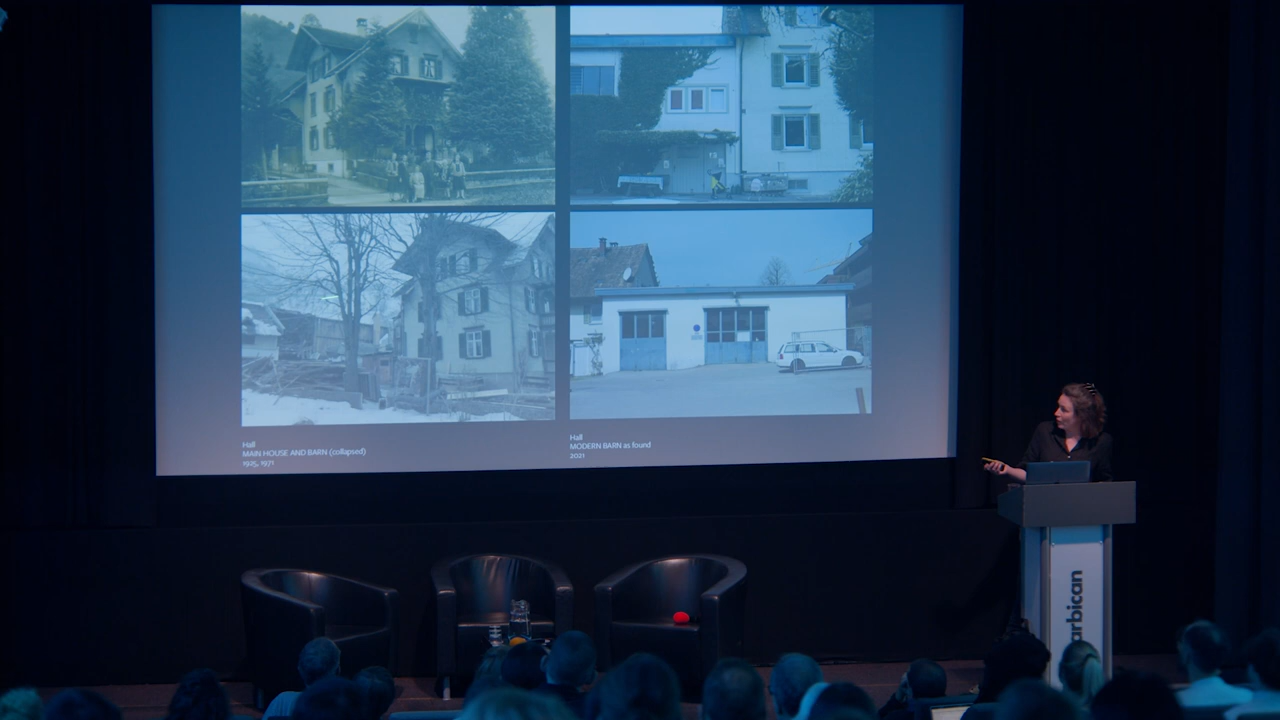 Hall
MAIN HOUSE AND BARN (collapsed)
1925, 1971
Hall
MODERN BARN as found
2021
arbican